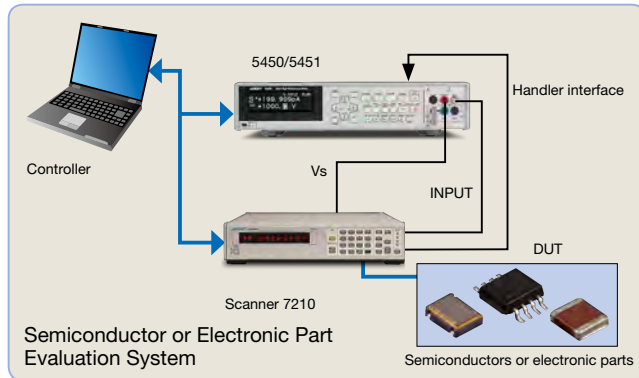 5450/5451
Handler interface
Controller
Vs
INPUT
DUT
Scanner 7210
Semiconductor or Electronic Part
Evaluation System
Semiconductors or electronic parts